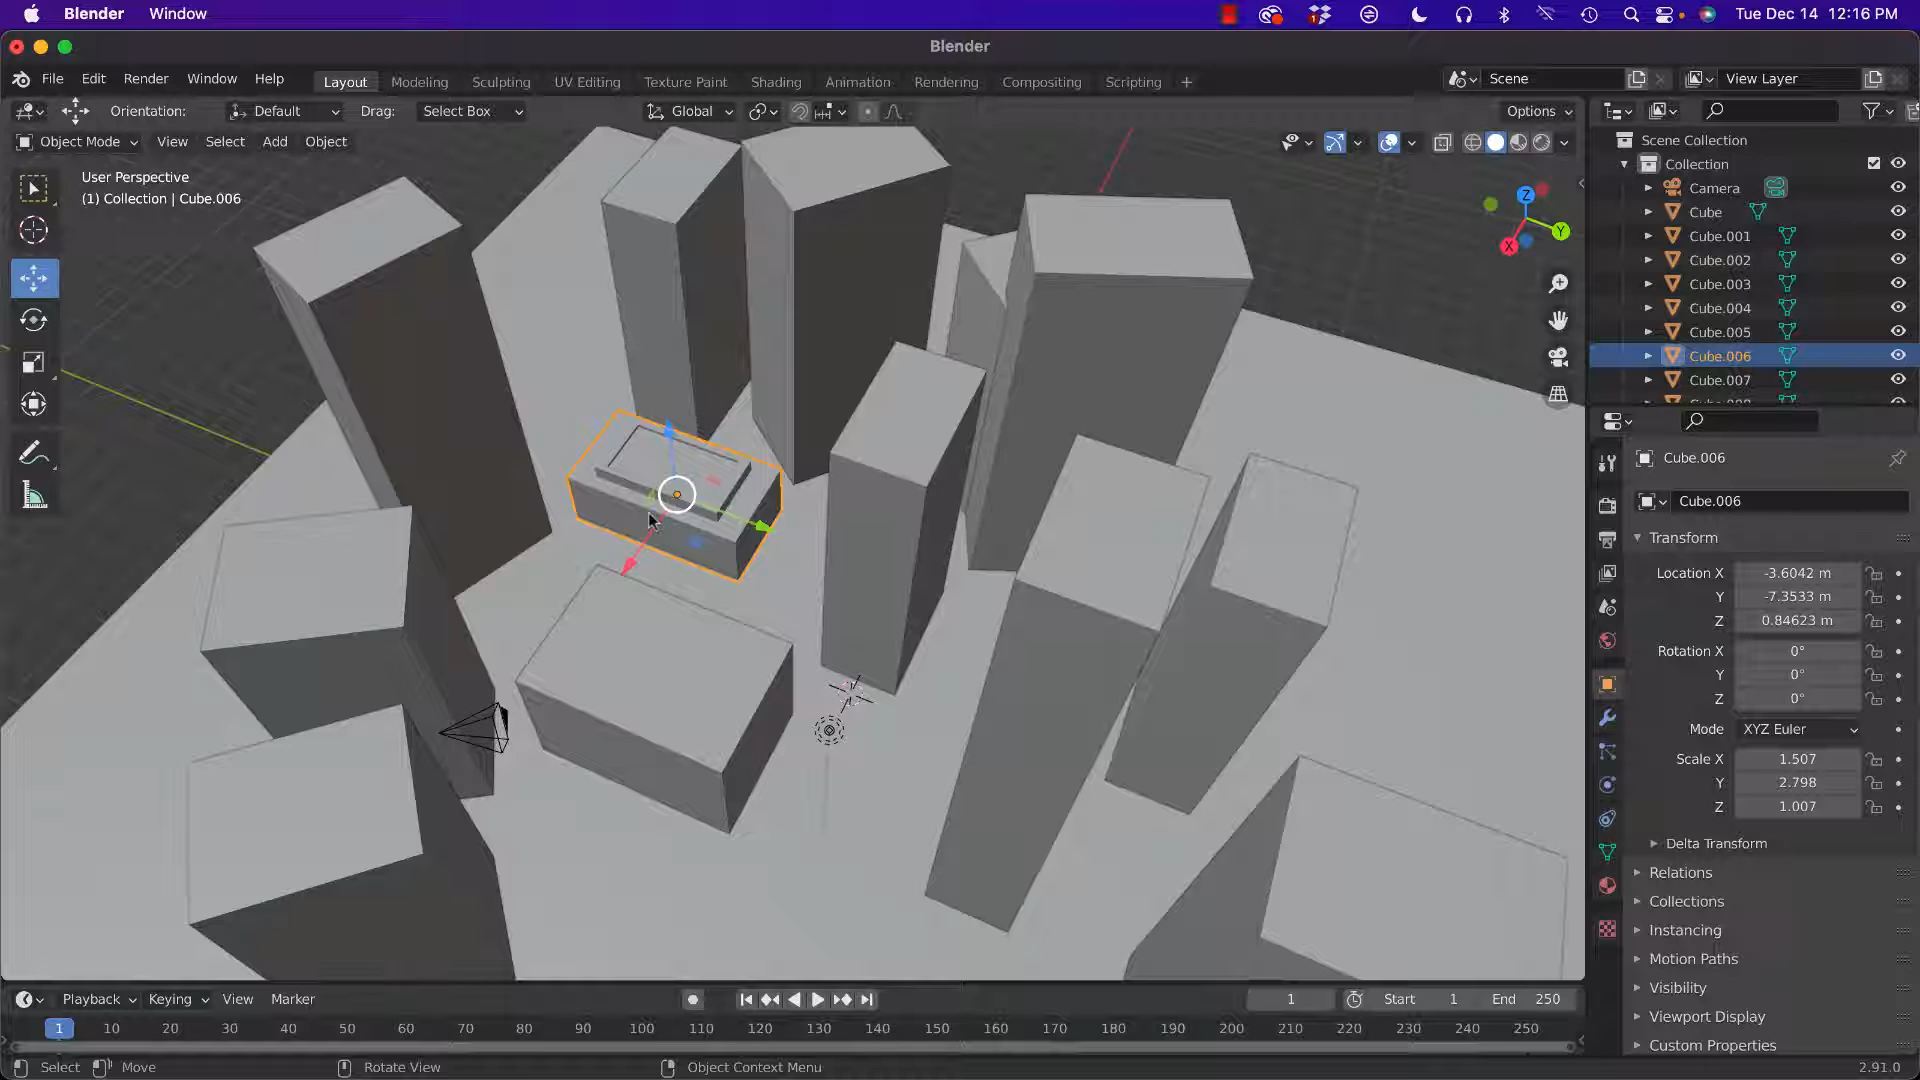 Blender Window Tue Dec 14 12:16 PM
Blender
File Edit Render Window Help Layout Modeling Sculpting UV Editing Texture Paint Shading Animation Rendering Compositing Scripting + Scene View Layer
Orientation: Default Drag: Select Box Global Options
Object Mode View Select Add Object
User Perspective
(1) Collection | Cube.006
Z
Y
X
Scene Collection
Collection
Camera
Cube
Cube.001
Cube.002
Cube.003
Cube.004
Cube.005
Cube.006
Cube.007
Cube.006
Cube.006
Transform
Location X -3.6042 m
Y -7.3533 m
Z 0.84623 m
Rotation X 0°
Y 0°
Z 0°
Mode XYZ Euler
Scale X 1.507
Y 2.798
Z 1.007
Delta Transform
Relations
Collections
Instancing
Motion Paths
Visibility
Viewport Display
Custom Properties
Playback Keying View Marker 1 Start 1 End 250
1 10 20 30 40 50 60 70 80 90 100 110 120 130 140 150 160 170 180 190 200 210 220 230 240 250
Select Move Rotate View Object Context Menu 2.91.0